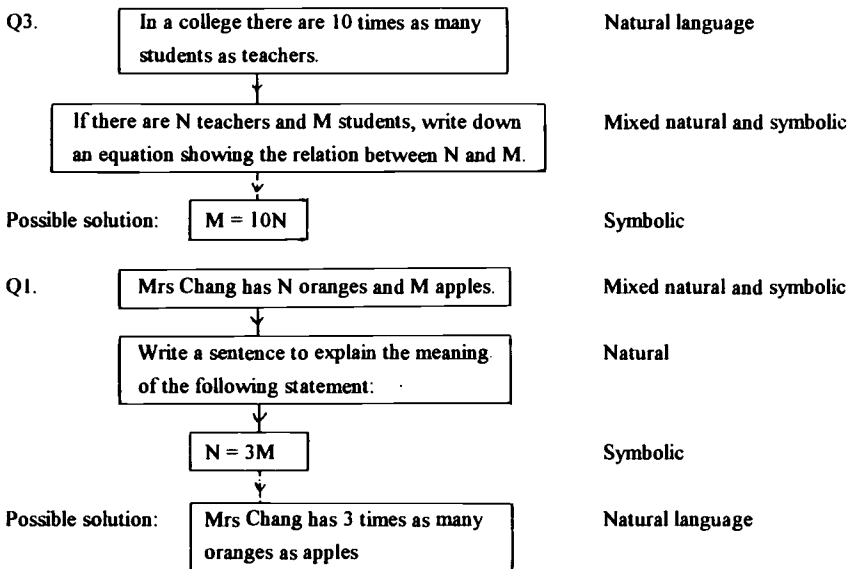 Q3. In a college there are 10 times as many Natural language
students as teachers.
If there are N teachers and M students, write down Mixed natural and symbolic
an equation showing the relation between N and M.
Possible solution: M = 10N Symbolic
Q1. Mrs Chang has N oranges and M apples. Mixed natural and symbolic
Write a sentence to explain the meaning Natural
of the following statement:
N = 3M Symbolic
Possible solution: Mrs Chang has 3 times as many Natural language
oranges as apples